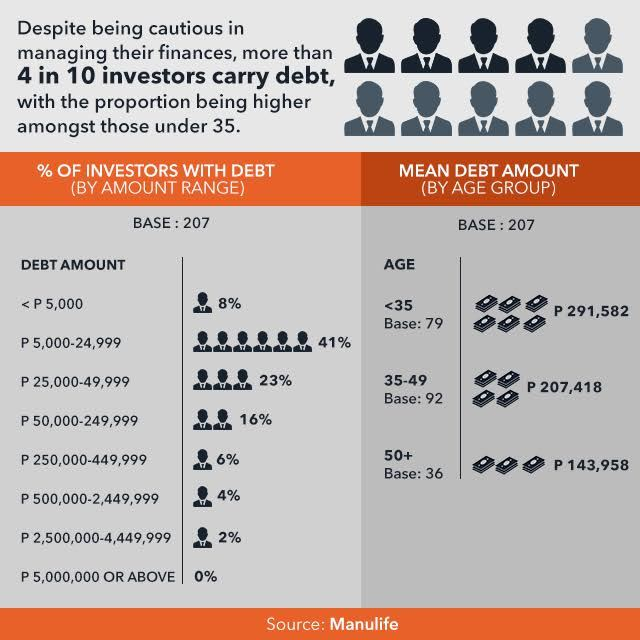 Despite being cautious in
managing their finances, more than
4 in 10 investors carry debt,
with the proportion being higher
amongst those under 35.
% OF INVESTORS WITH DEBT
(BY AMOUNT RANGE)
BASE : 207
DEBT AMOUNT
< P 5,000
8%
P 5,000-24,999
41%
P 25,000-49,999
23%
P 50,000-249,999
16%
P 250,000-449,999
6%
P 500,000-2,449,999
4%
P 2,500,000-4,449,999
2%
P 5,000,000 OR ABOVE
0%
MEAN DEBT AMOUNT
(BY AGE GROUP)
BASE : 207
AGE
<35
Base: 79
P 291,582
35-49
Base: 92
P 207,418
50+
Base: 36
P 143,958
Source: Manulife